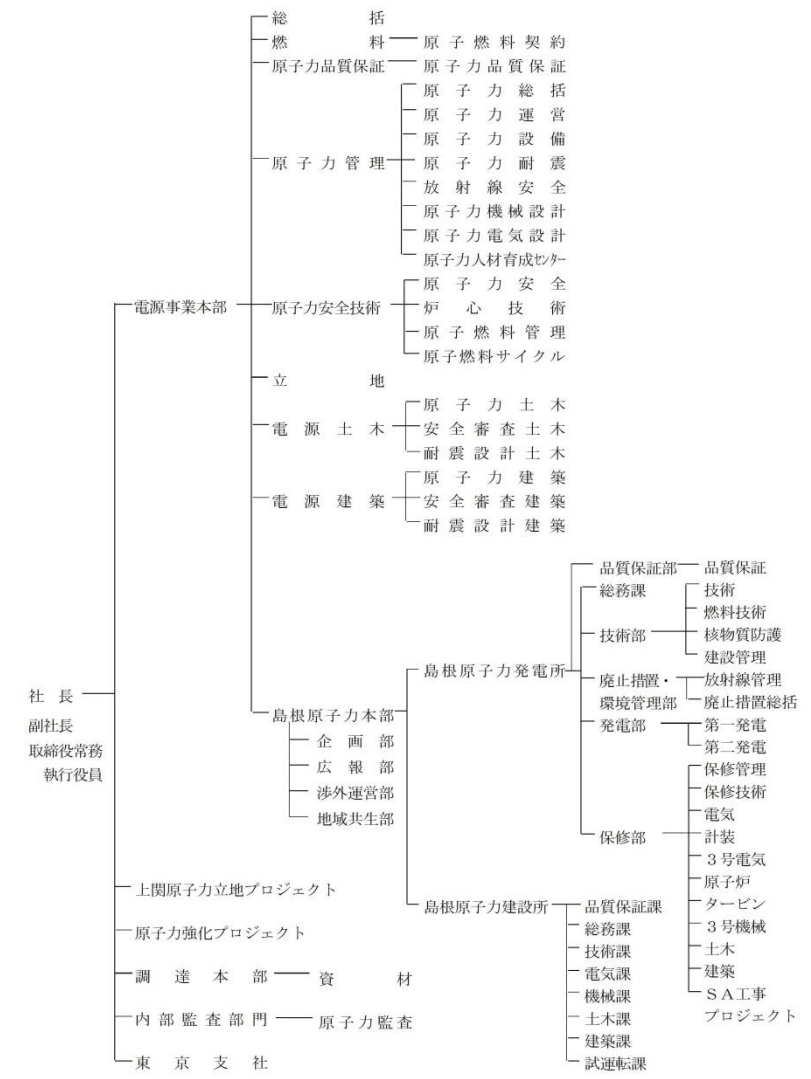 総括
燃料
原子燃料契約
原子力品質保証
原子力品質保証
原子力管理
原子力総括
原子力運営
原子力設備
原子力耐震
放射線安全
原子力機械設計
原子力電気設計
原子力人材育成センター
電源事業本部
原子力安全技術
原子力安全
炉心技術
原子燃料管理
原子燃料サイクル
立地
電源土木
原子力土木
安全審査土木
耐震設計土木
電源建築
原子力建築
安全審査建築
耐震設計建築
社長
副社長
取締役常務
執行役員
島根原子力本部
企画部
広報部
渉外運営部
地域共生部
島根原子力発電所
品質保証部
品質保証
総務課
技術部
技術
燃料技術
核物質防護
建設管理
廃止措置・
環境管理部
放射線管理
廃止措置総括
発電部
第一発電
第二発電
保修部
保修管理
保修技術
電気
計装
3号電気
原子炉
タービン
3号機械
土木
建築
SA工事
プロジェクト
島根原子力建設所
品質保証課
総務課
技術課
電気課
機械課
土木課
建築課
試運転課
上関原子力立地プロジェクト
原子力強化プロジェクト
調達本部
資材
内部監査部門
原子力監査
東京支社